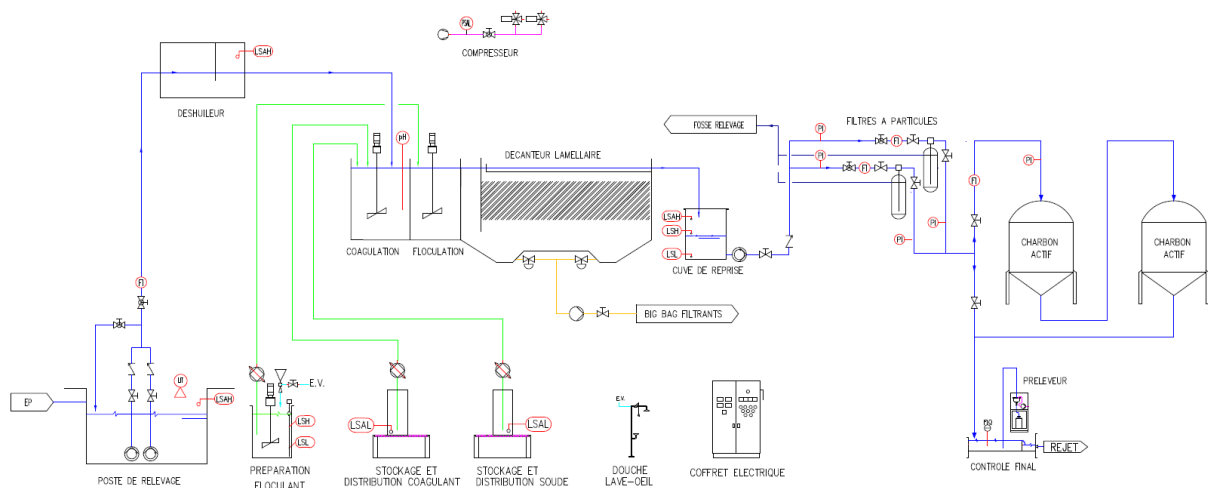 PSAL
COMPRESSEUR
LSAH
DESHUILEUR
pH
COAGULATION
FLOCULATION
DECANTEUR LAMELLAIRE
LSAH
LSH
LSL
CUVE DE REPRISE
BIG BAG FILTRANTS
FOSSE RELEVAGE
FILTRES A PARTICULES
PI
FI
PI
FI
PI
PI
FI
PI
CHARBON
ACTIF
CHARBON
ACTIF
FI
LIT
LSAH
EP
POSTE DE RELEVAGE
E.V.
LSH
LSL
PREPARATION
FLOCULANT
LSAL
STOCKAGE ET
DISTRIBUTION COAGULANT
LSAL
STOCKAGE ET
DISTRIBUTION SOUDE
E.V.
DOUCHE
LAVE-OEIL
COFFRET ELECTRIQUE
PRELEVEUR
REJET
CONTROLE FINAL